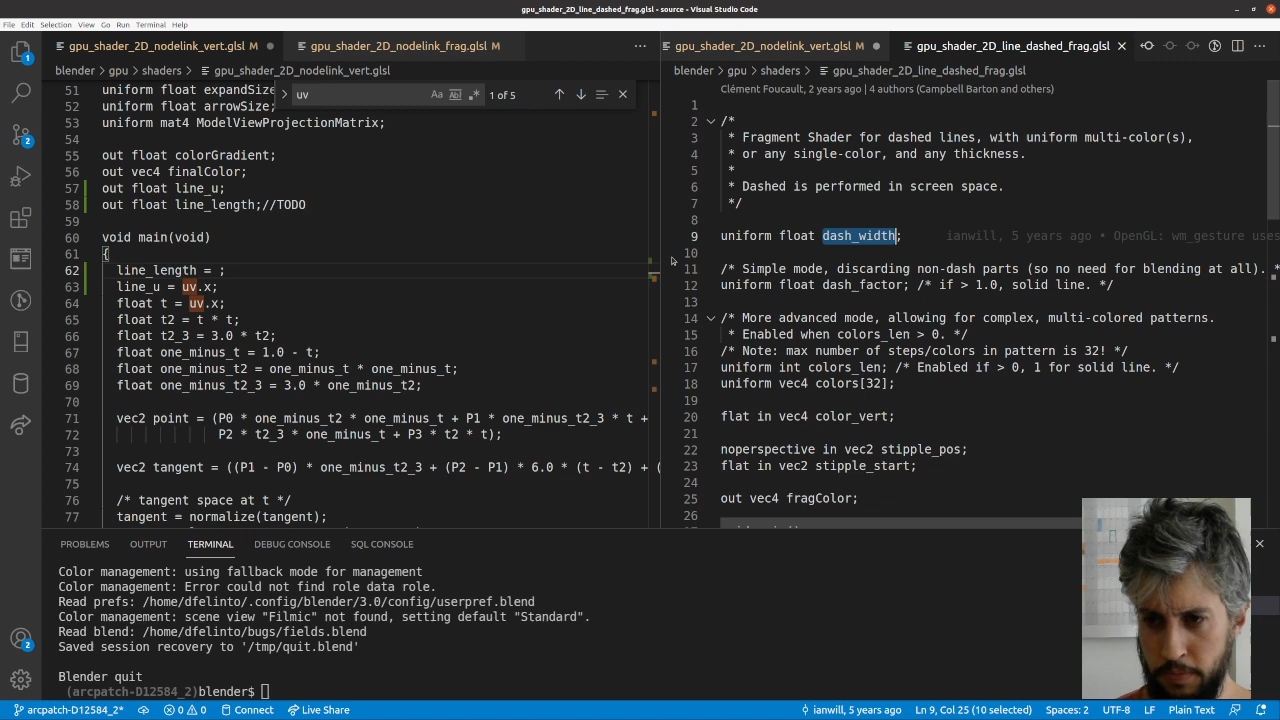 gpu_shader_2D_line_dashed_frag.glsl - source - Visual Studio Code
File Edit Selection View Go Run Terminal Help
gpu_shader_2D_nodelink_vert.glsl M
gpu_shader_2D_nodelink_frag.glsl M
blender > gpu > shaders > gpu_shader_2D_nodelink_vert.glsl
uv
Aa ab .* 1 of 5
51 uniform float expandSize
52 uniform float arrowSize;
53 uniform mat4 ModelViewProjectionMatrix;
54
55 out float colorGradient;
56 out vec4 finalColor;
57 out float line_u;
58 out float line_length;//TODO
59
60 void main(void)
61 {
62 line_length = ;
63 line_u = uv.x;
64 float t = uv.x;
65 float t2 = t * t;
66 float t2_3 = 3.0 * t2;
67 float one_minus_t = 1.0 - t;
68 float one_minus_t2 = one_minus_t * one_minus_t;
69 float one_minus_t2_3 = 3.0 * one_minus_t2;
70
71 vec2 point = (P0 * one_minus_t2 * one_minus_t + P1 * one_minus_t2_3 * t +
72 P2 * t2_3 * one_minus_t + P3 * t2 * t);
73
74 vec2 tangent = ((P1 - P0) * one_minus_t2_3 + (P2 - P1) * 6.0 * (t - t2) + (
75
76 /* tangent space at t */
77 tangent = normalize(tangent);
gpu_shader_2D_nodelink_vert.glsl M
gpu_shader_2D_line_dashed_frag.glsl
blender > gpu > shaders > gpu_shader_2D_line_dashed_frag.glsl
Clément Foucault, 2 years ago | 4 authors (Campbell Barton and others)
1
2 /*
3 * Fragment Shader for dashed lines, with uniform multi-color(s),
4 * or any single-color, and any thickness.
5 *
6 * Dashed is performed in screen space.
7 */
8
9 uniform float dash_width; ianwill, 5 years ago • OpenGL: wm_gesture uses
10
11 /* Simple mode, discarding non-dash parts (so no need for blending at all). *
12 uniform float dash_factor; /* if > 1.0, solid line. */
13
14 /* More advanced mode, allowing for complex, multi-colored patterns.
15 * Enabled when colors_len > 0. */
16 /* Note: max number of steps/colors in pattern is 32! */
17 uniform int colors_len; /* Enabled if > 0, 1 for solid line. */
18 uniform vec4 colors[32];
19
20 flat in vec4 color_vert;
21
22 noperspective in vec2 stipple_pos;
23 flat in vec2 stipple_start;
24
25 out vec4 fragColor;
26
PROBLEMS OUTPUT TERMINAL DEBUG CONSOLE SQL CONSOLE
Color management: using fallback mode for management
Color management: Error could not find role data role.
Read prefs: /home/dfelinto/.config/blender/3.0/config/userpref.blend
Color management: scene view "Filmic" not found, setting default "Standard".
Read blend: /home/dfelinto/bugs/fields.blend
Saved session recovery to '/tmp/quit.blend'
Blender quit
(arcpatch-D12584_2)blender$
1
2
2
arcpatch-D12584_2* 0 0 Connect Live Share ianwill, 5 years ago Ln 9, Col 25 (10 selected) Spaces: 2 UTF-8 LF Plain Text